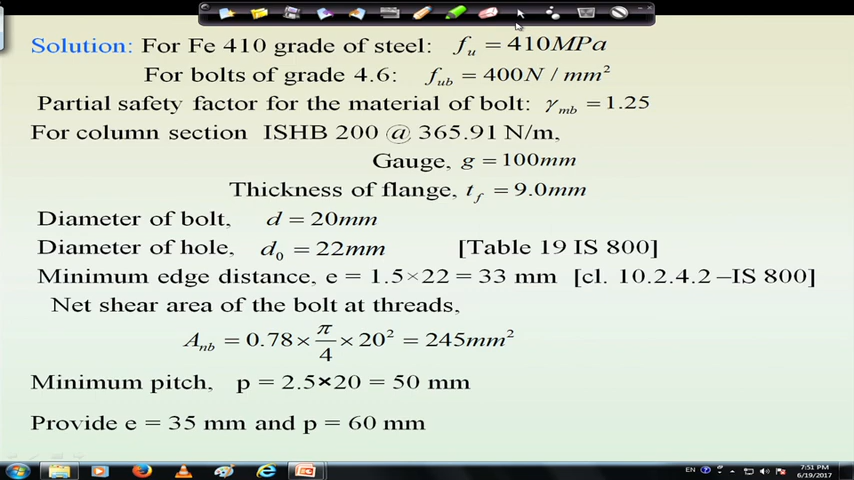 Solution: For Fe 410 grade of steel: f_u = 410MPa
For bolts of grade 4.6: f_ub = 400N / mm²
Partial safety factor for the material of bolt: γ_mb = 1.25
For column section ISHB 200 @ 365.91 N/m,
Gauge, g = 100mm
Thickness of flange, t_f = 9.0mm
Diameter of bolt, d = 20mm
Diameter of hole, d_0 = 22mm [Table 19 IS 800]
Minimum edge distance, e = 1.5×22 = 33 mm [cl. 10.2.4.2 –IS 800]
Net shear area of the bolt at threads,
A_nb = 0.78 × π/4 × 20² = 245mm²
Minimum pitch, p = 2.5×20 = 50 mm
Provide e = 35 mm and p = 60 mm
EN 7:51 PM
6/19/2017